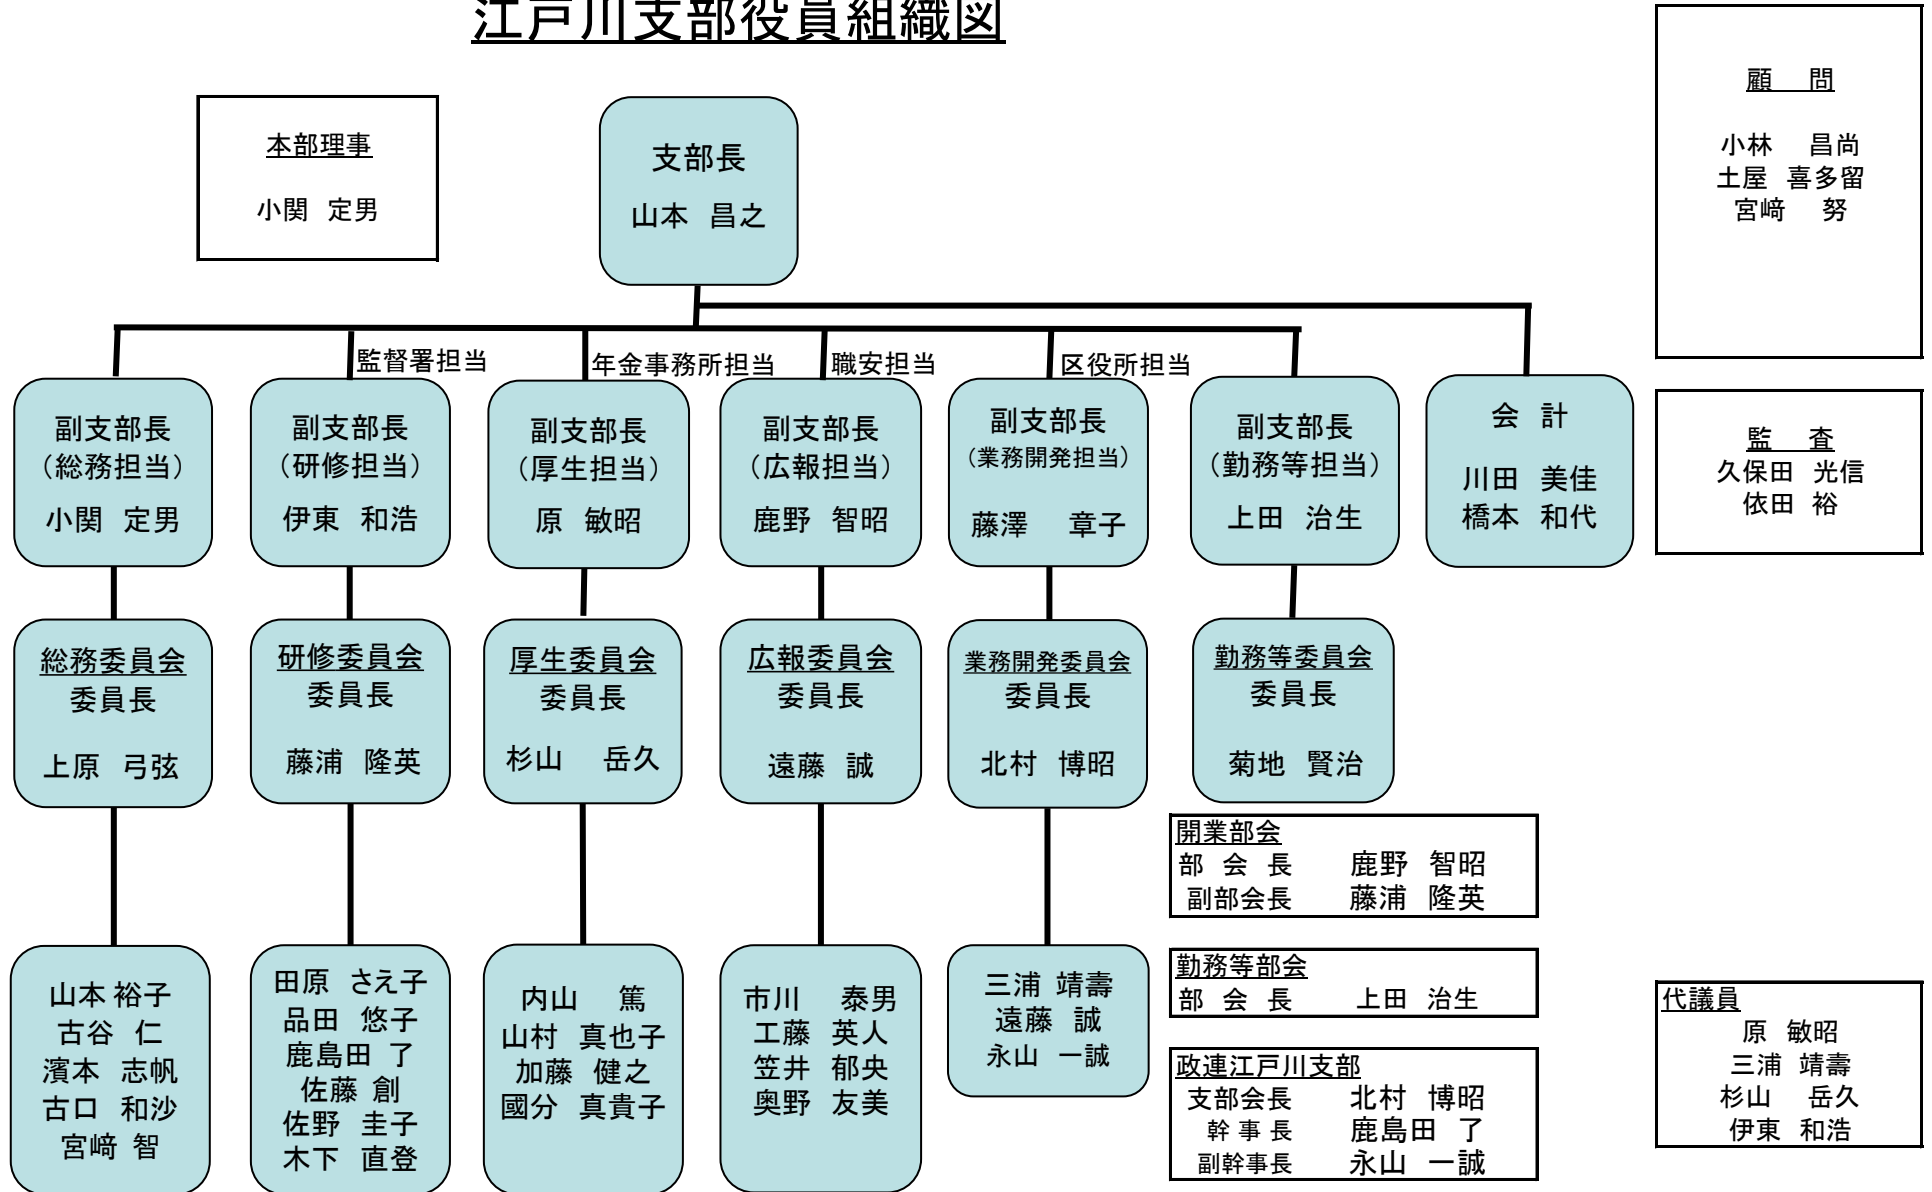 江戸川支部役員組織図
本部理事
小関 定男
支部長
山本 昌之
顧 問
小林 昌尚
土屋 喜多留
宮﨑 努
監 査
久保田 光信
依田 裕
監督署担当
年金事務所担当
職安担当
区役所担当
副支部長
（総務担当）
小関 定男
副支部長
（研修担当）
伊東 和浩
副支部長
（厚生担当）
原 敏昭
副支部長
（広報担当）
鹿野 智昭
副支部長
（業務開発担当）
藤澤 章子
副支部長
（勤務等担当）
上田 治生
会 計
川田 美佳
橋本 和代
総務委員会
委員長
上原 弓弦
研修委員会
委員長
藤浦 隆英
厚生委員会
委員長
杉山 岳久
広報委員会
委員長
遠藤 誠
業務開発委員会
委員長
北村 博昭
勤務等委員会
委員長
菊地 賢治
山本 裕子
古谷 仁
濱本 志帆
古口 和沙
宮﨑 智
田原 さえ子
品田 悠子
鹿島田 了
佐藤 創
佐野 圭子
木下 直登
内山 篤
山村 真也子
加藤 健之
國分 真貴子
市川 泰男
工藤 英人
笠井 郁央
奥野 友美
三浦 靖壽
遠藤 誠
永山 一誠
開業部会
部 会 長 鹿野 智昭
副部会長 藤浦 隆英
勤務等部会
部 会 長 上田 治生
政連江戸川支部
支部会長 北村 博昭
幹 事 長 鹿島田 了
副幹事長 永山 一誠
代議員
原 敏昭
三浦 靖壽
杉山 岳久
伊東 和浩